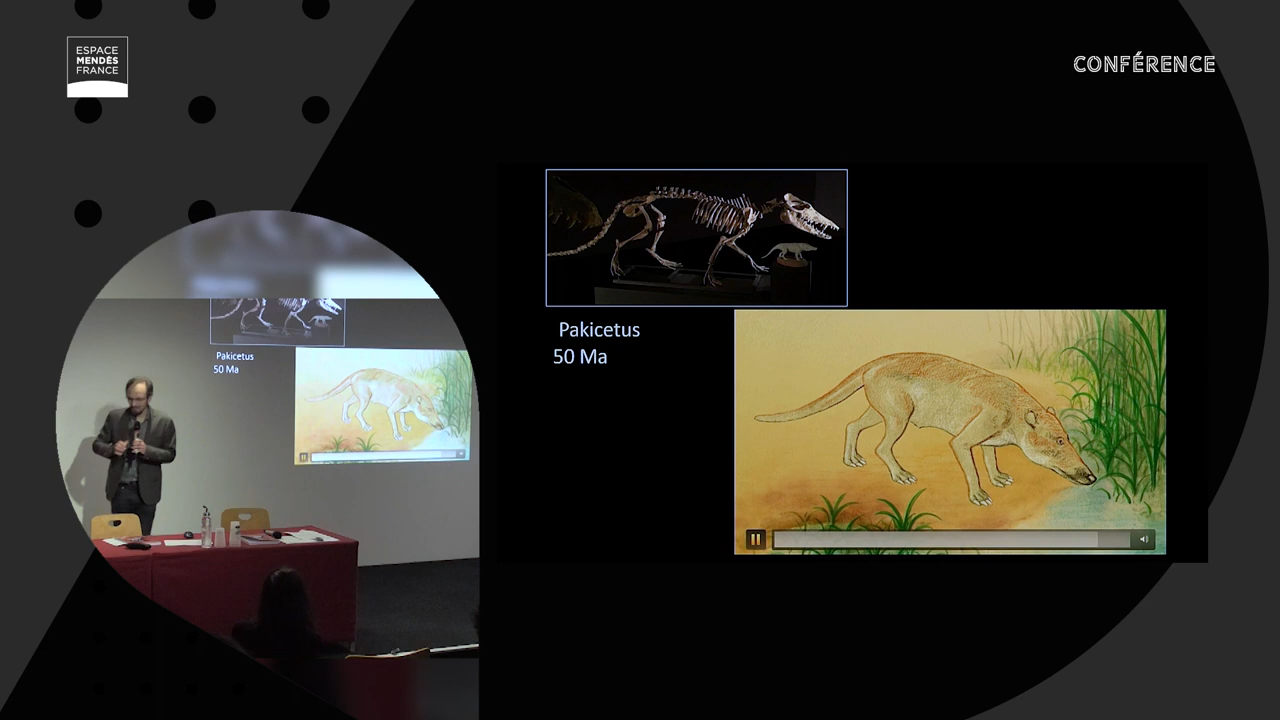 ESPACE
MENDÈS
FRANCE
CONFÉRENCE
Pakicetus
50 Ma
Pakicetus
50 Ma